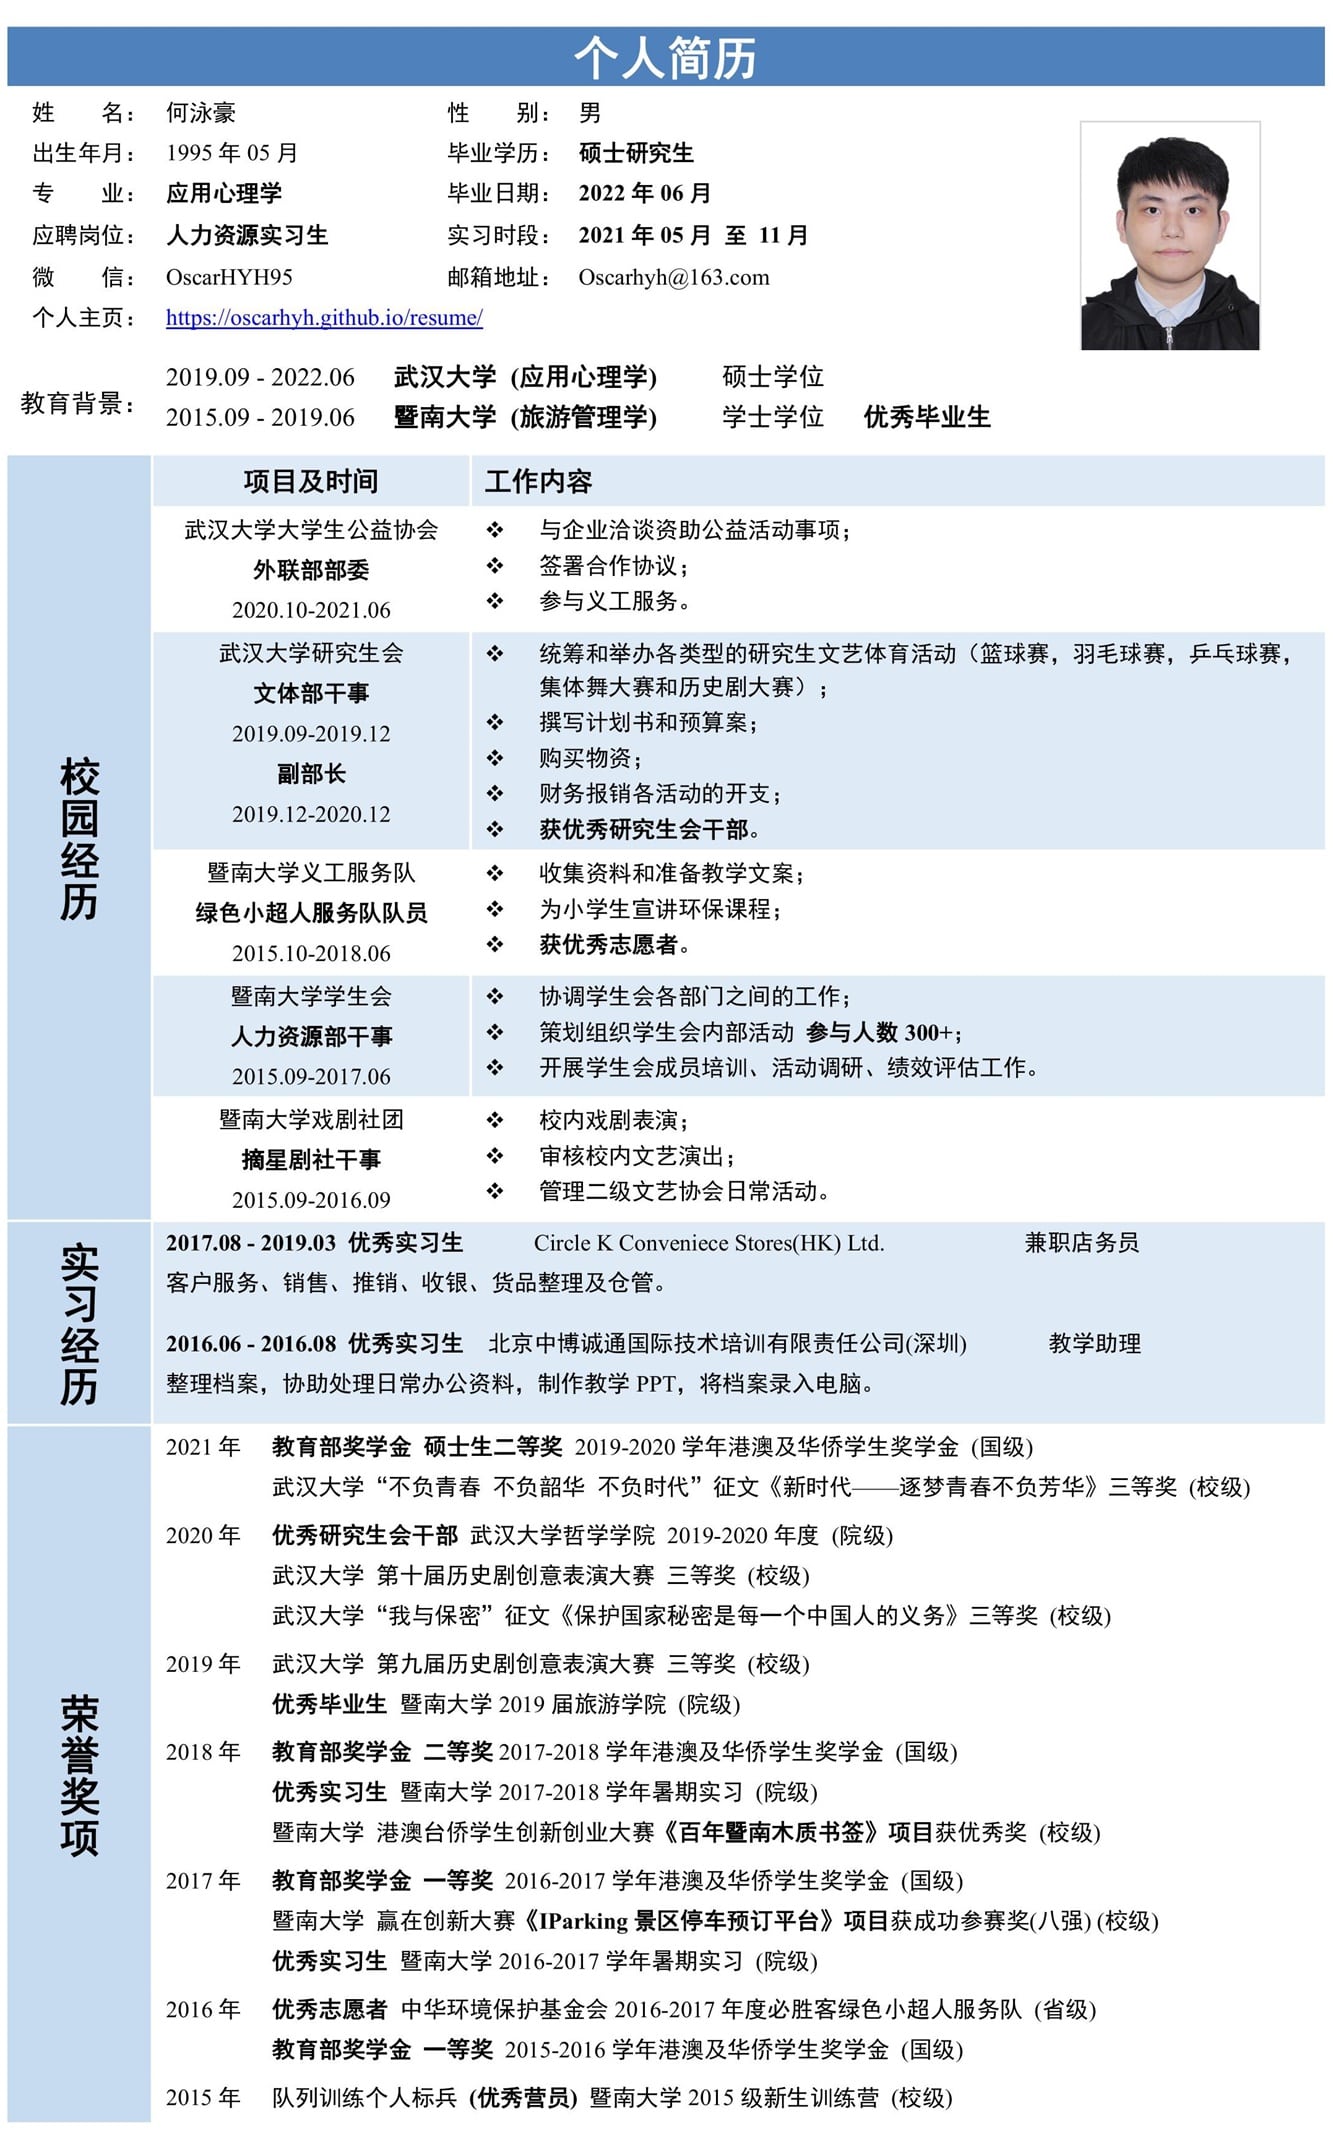 个人简历
姓 名： 何泳豪 性 别： 男
出生年月： 1995 年 05 月 毕业学历： 硕士研究生
专 业： 应用心理学 毕业日期： 2022 年 06 月
应聘岗位： 人力资源实习生 实习时段： 2021 年 05 月 至 11 月
微 信： OscarHYH95 邮箱地址： Oscarhyh@163.com
个人主页： https://oscarhyh.github.io/resume/
教育背景：
2019.09 - 2022.06 武汉大学 (应用心理学) 硕士学位
2015.09 - 2019.06 暨南大学 (旅游管理学) 学士学位 优秀毕业生
校园经历
项目及时间 工作内容
武汉大学大学生公益协会
外联部部委
2020.10-2021.06
❖ 与企业洽谈资助公益活动事项；
❖ 签署合作协议；
❖ 参与义工服务。
武汉大学研究生会
文体部干事
2019.09-2019.12
副部长
2019.12-2020.12
❖ 统筹和举办各类型的研究生文艺体育活动（篮球赛，羽毛球赛，乒乓球赛，
集体舞大赛和历史剧大赛）；
❖ 撰写计划书和预算案；
❖ 购买物资；
❖ 财务报销各活动的开支；
❖ 获优秀研究生会干部。
暨南大学义工服务队
绿色小超人服务队队员
2015.10-2018.06
❖ 收集资料和准备教学文案；
❖ 为小学生宣讲环保课程；
❖ 获优秀志愿者。
暨南大学学生会
人力资源部干事
2015.09-2017.06
❖ 协调学生会各部门之间的工作；
❖ 策划组织学生会内部活动 参与人数 300+；
❖ 开展学生会成员培训、活动调研、绩效评估工作。
暨南大学戏剧社团
摘星剧社干事
2015.09-2016.09
❖ 校内戏剧表演；
❖ 审核校内文艺演出；
❖ 管理二级文艺协会日常活动。
实习经历
2017.08 - 2019.03 优秀实习生 Circle K Conveniece Stores(HK) Ltd. 兼职店务员
客户服务、销售、推销、收银、货品整理及仓管。
2016.06 - 2016.08 优秀实习生 北京中博诚通国际技术培训有限责任公司(深圳) 教学助理
整理档案，协助处理日常办公资料，制作教学 PPT，将档案录入电脑。
荣誉奖项
2021 年 教育部奖学金 硕士生二等奖 2019-2020 学年港澳及华侨学生奖学金 (国级)
武汉大学 “不负青春 不负韶华 不负时代”征文《新时代——逐梦青春不负芳华》三等奖 (校级)
2020 年 优秀研究生会干部 武汉大学哲学学院 2019-2020 年度 (院级)
武汉大学 第十届历史剧创意表演大赛 三等奖 (校级)
武汉大学 “我与保密”征文《保护国家秘密是每一个中国人的义务》三等奖 (校级)
2019 年 武汉大学 第九届历史剧创意表演大赛 三等奖 (校级)
优秀毕业生 暨南大学 2019 届旅游学院 (院级)
2018 年 教育部奖学金 二等奖 2017-2018 学年港澳及华侨学生奖学金 (国级)
优秀实习生 暨南大学 2017-2018 学年暑期实习 (院级)
暨南大学 港澳台侨学生创新创业大赛《百年暨南木质书签》项目获优秀奖 (校级)
2017 年 教育部奖学金 一等奖 2016-2017 学年港澳及华侨学生奖学金 (国级)
暨南大学 赢在创新大赛《IParking 景区停车预订平台》项目获成功参赛奖(八强) (校级)
优秀实习生 暨南大学 2016-2017 学年暑期实习 (院级)
2016 年 优秀志愿者 中华环境保护基金会 2016-2017 年度必胜客绿色小超人服务队 (省级)
教育部奖学金 一等奖 2015-2016 学年港澳及华侨学生奖学金 (国级)
2015 年 队列训练个人标兵 (优秀营员) 暨南大学 2015 级新生训练营 (校级)